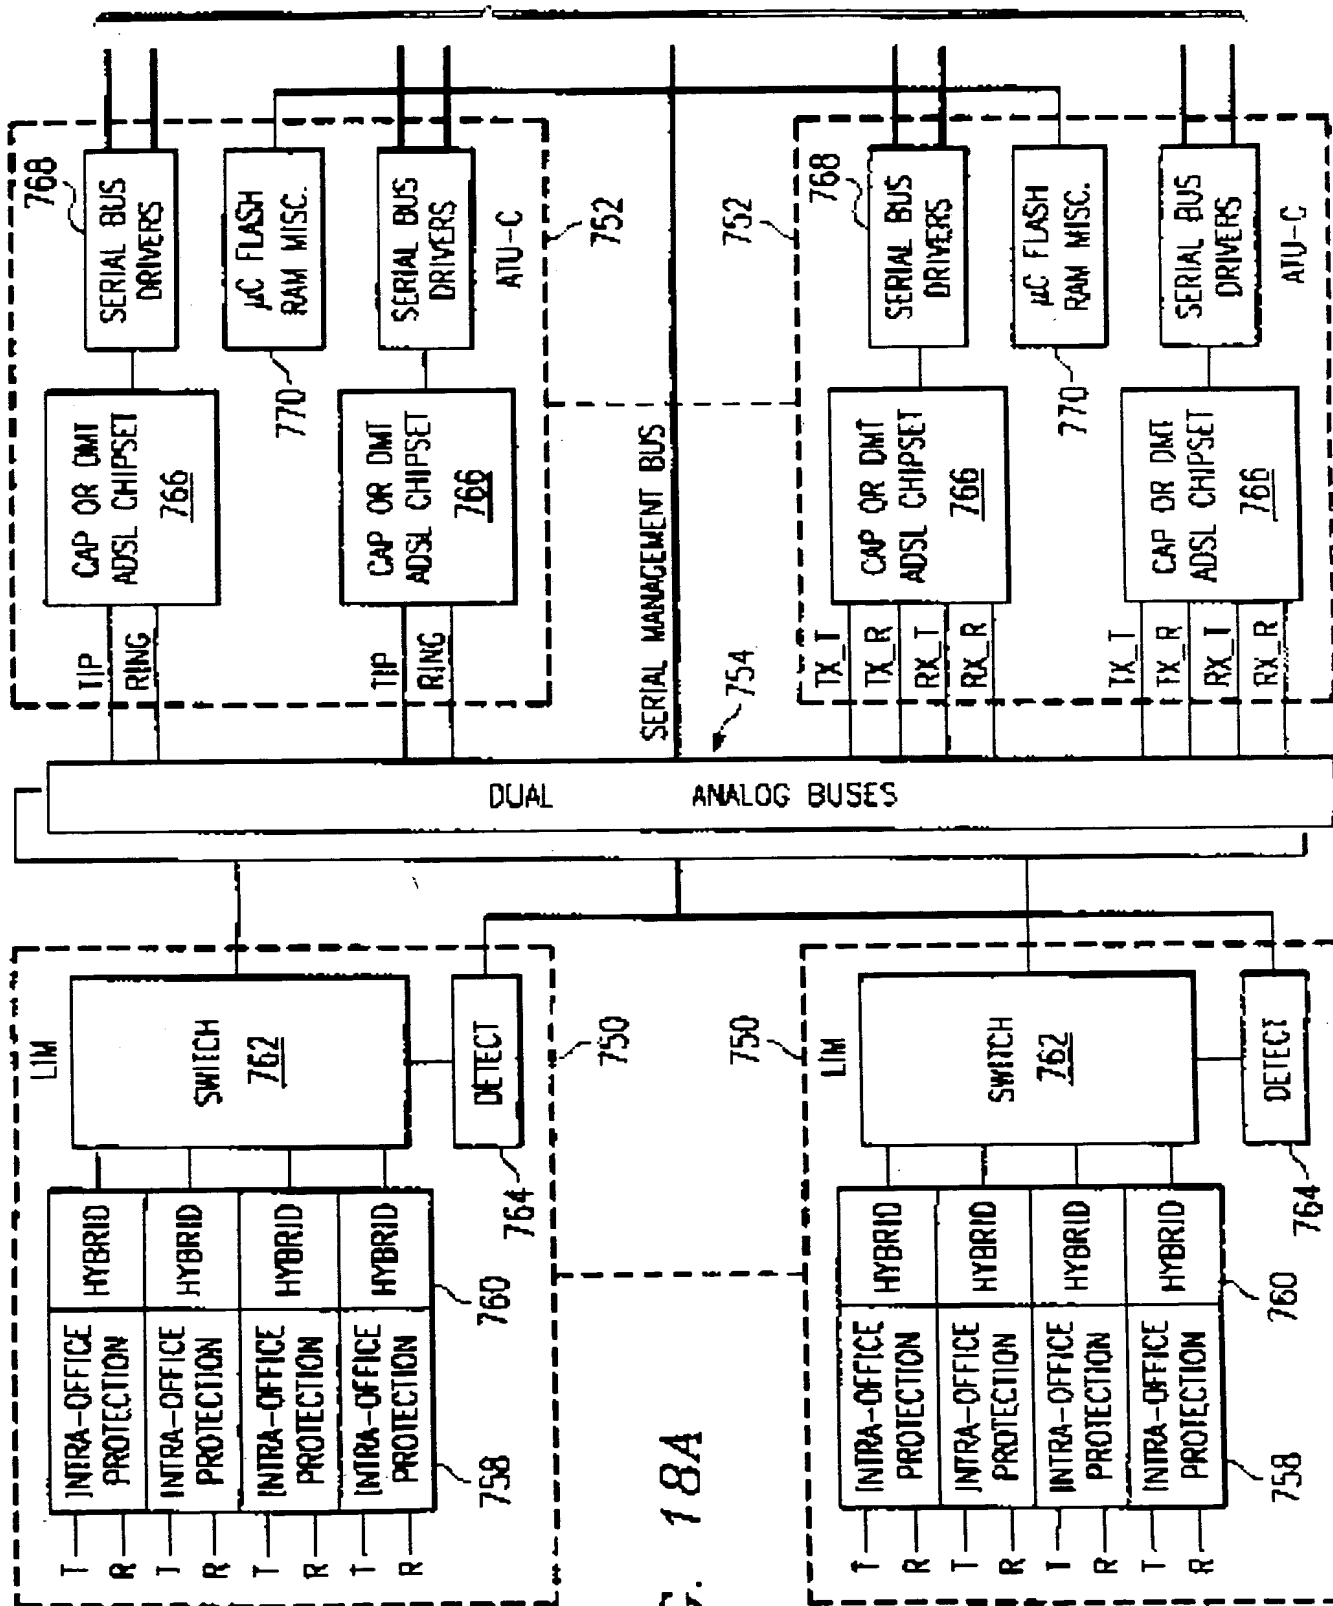 T
R
T
R
T
R
T
R
INTRA-OFFICE
PROTECTION
INTRA-OFFICE
PROTECTION
INTRA-OFFICE
PROTECTION
INTRA-OFFICE
PROTECTION
758
HYBRID
HYBRID
HYBRID
HYBRID
760
LIM
SWITCH
762
DETECT
764
750
T
R
T
R
T
R
T
R
INTRA-OFFICE
PROTECTION
INTRA-OFFICE
PROTECTION
INTRA-OFFICE
PROTECTION
INTRA-OFFICE
PROTECTION
758
HYBRID
HYBRID
HYBRID
HYBRID
760
750
LIM
SWITCH
762
DETECT
764
DUAL ANALOG BUSES
754
SERIAL MANAGEMENT BUS
TIP
RING
CAP OR DMT
ADSL CHIPSET
766
SERIAL BUS
DRIVERS
768
µC FLASH
RAM MISC.
770
TIP
RING
CAP OR DMT
ADSL CHIPSET
766
SERIAL BUS
DRIVERS
ATU-C
752
TX_T
TX_R
RX_T
RX_R
CAP OR DMT
ADSL CHIPSET
766
SERIAL BUS
DRIVERS
768
752
µC FLASH
RAM MISC.
770
TX_T
TX_R
RX_T
RX_R
CAP OR DMT
ADSL CHIPSET
766
SERIAL BUS
DRIVERS
ATU-C
G. 18A